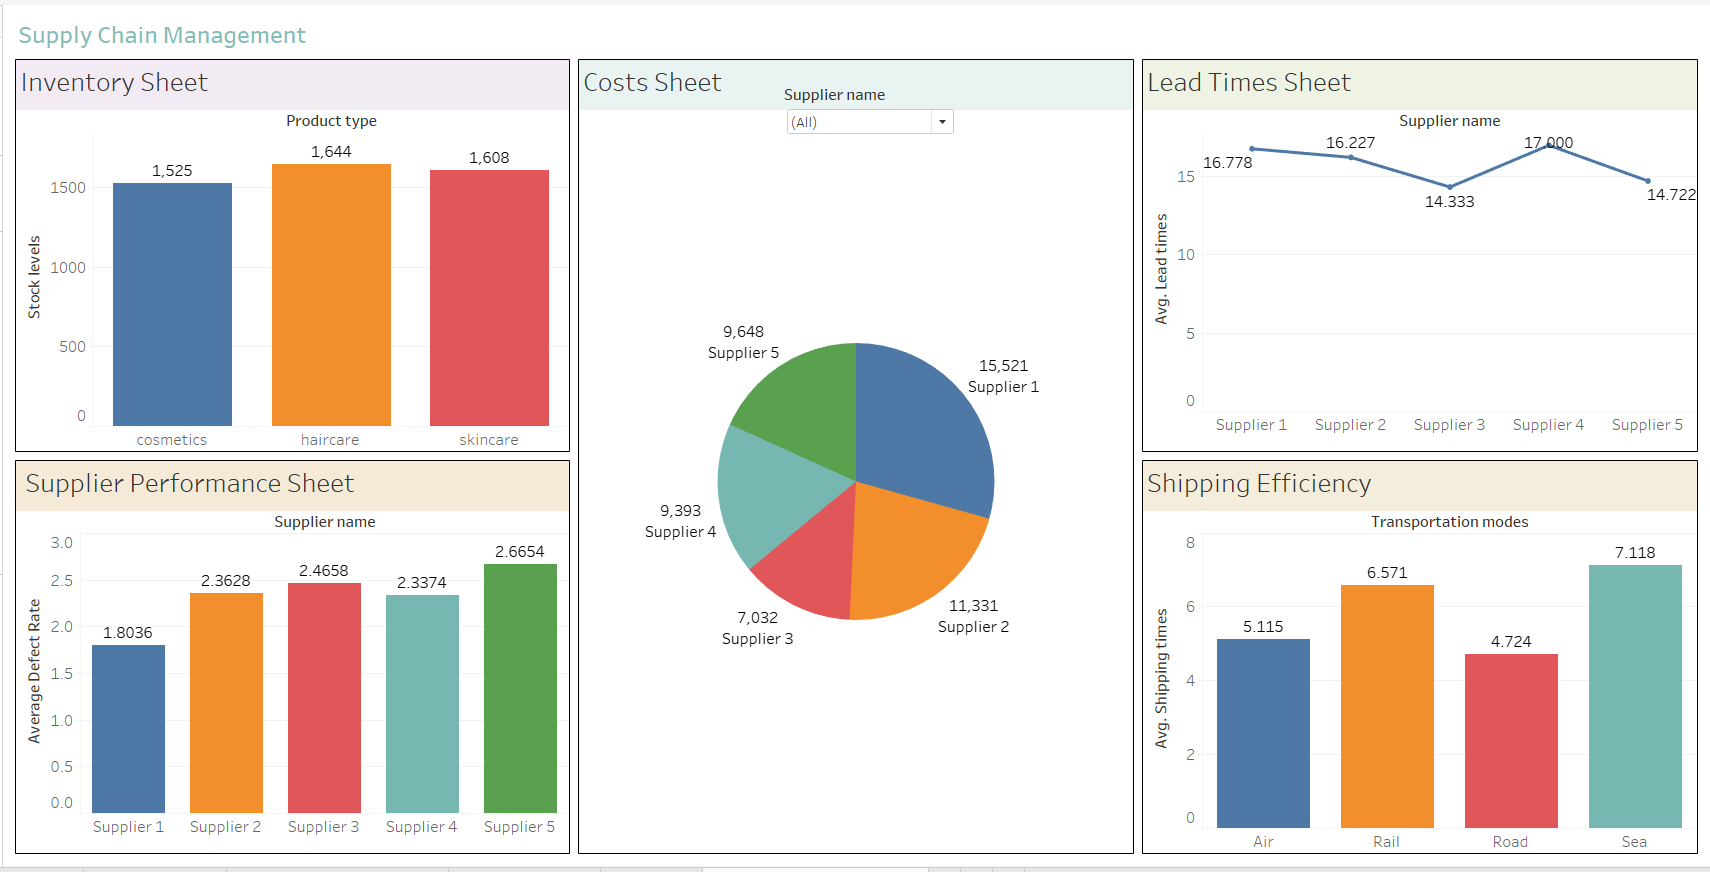 Supply Chain Management
Inventory Sheet
Product type
1,525
1,644
1,608
1500
1000
500
0
Stock levels
cosmetics
haircare
skincare
Supplier Performance Sheet
Supplier name
3.0
2.5
2.0
1.5
1.0
0.5
0.0
Average Defect Rate
1.8036
2.3628
2.4658
2.3374
2.6654
Supplier 1
Supplier 2
Supplier 3
Supplier 4
Supplier 5
Costs Sheet
Supplier name
(All)
9,648
Supplier 5
15,521
Supplier 1
9,393
Supplier 4
7,032
Supplier 3
11,331
Supplier 2
Lead Times Sheet
Supplier name
16.778
16.227
14.333
17.000
14.722
15
10
5
0
Avg. Lead times
Supplier 1
Supplier 2
Supplier 3
Supplier 4
Supplier 5
Shipping Efficiency
Transportation modes
8
6
4
2
0
Avg. Shipping times
5.115
6.571
4.724
7.118
Air
Rail
Road
Sea